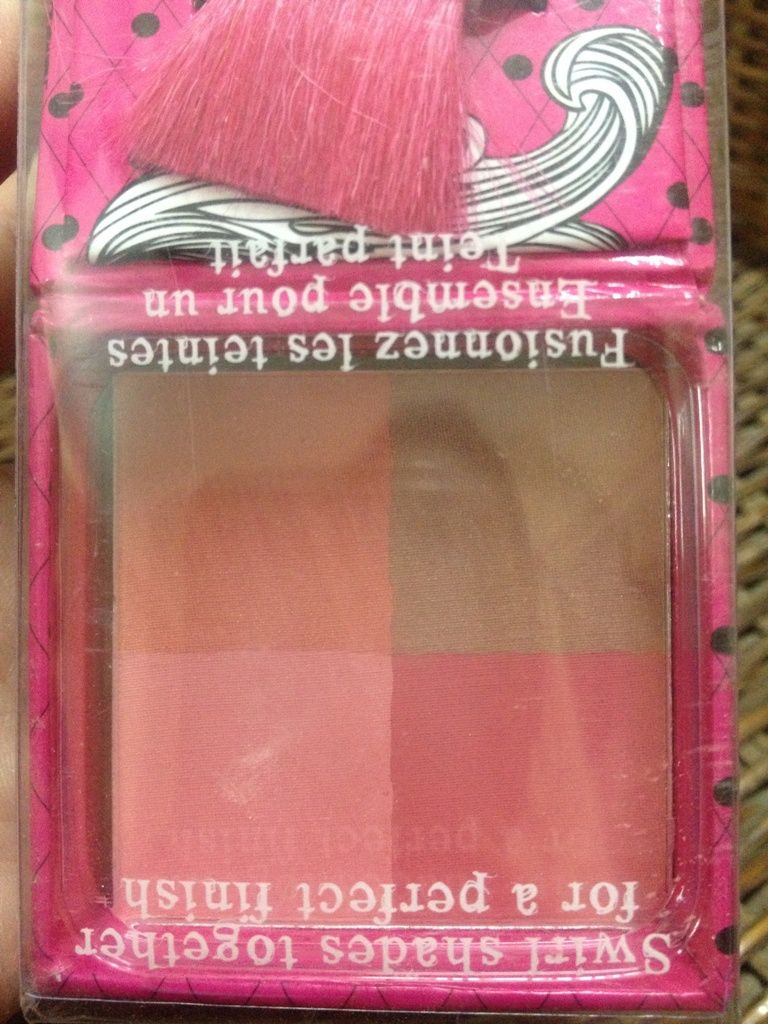 Swirl shades together
for a perfect finish
Fusionnez les teintes
Ensemble pour un
Teint parfait